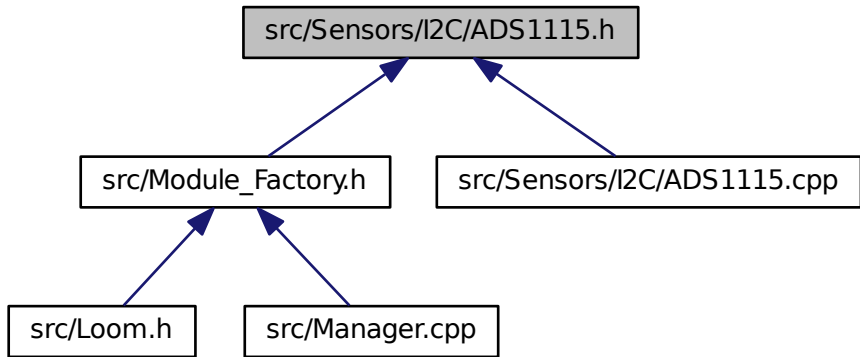 src/Sensors/I2C/ADS1115.h
src/Module_Factory.h
src/Sensors/I2C/ADS1115.cpp
src/Loom.h
src/Manager.cpp